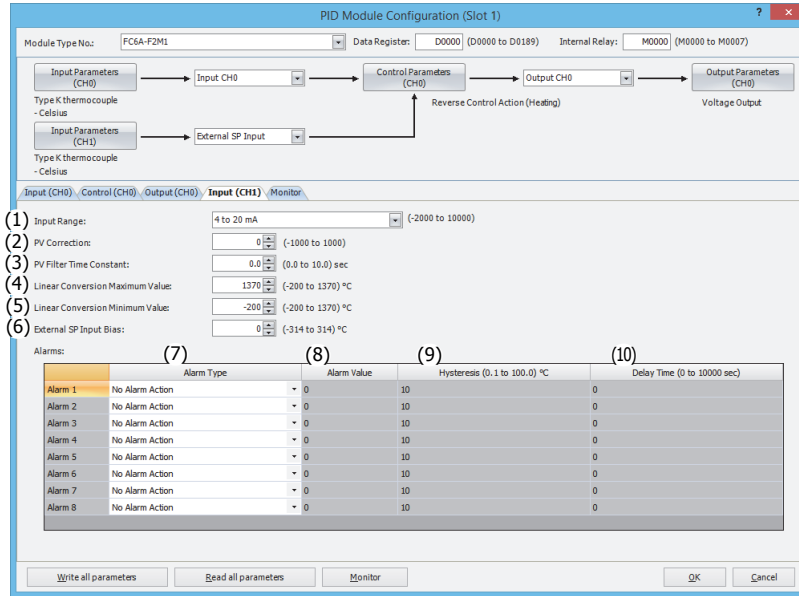 PID Module Configuration (Slot 1)
? ×
Module Type No.: FC6A-F2M1 Data Register: D0000 (D0000 to D0189) Internal Relay: M0000 (M0000 to M0007)
Input Parameters (CH0) Input CH0 Control Parameters (CH0) Output CH0 Output Parameters (CH0)
Type K thermocouple
- Celsius
Reverse Control Action (Heating)
Voltage Output
Input Parameters (CH1) External SP Input
Type K thermocouple
- Celsius
Input (CH0) Control (CH0) Output (CH0) Input (CH1) Monitor
(1) Input Range: 4 to 20 mA (-2000 to 10000)
(2) PV Correction: 0 (-1000 to 1000)
(3) PV Filter Time Constant: 0.0 (0.0 to 10.0) sec
(4) Linear Conversion Maximum Value: 1370 (-200 to 1370) °C
(5) Linear Conversion Minimum Value: -200 (-200 to 1370) °C
(6) External SP Input Bias: 0 (-314 to 314) °C
Alarms:
(7) (8) (9) (10)
Alarm Type Alarm Value Hysteresis (0.1 to 100.0) °C Delay Time (0 to 10000 sec)
Alarm 1 No Alarm Action 0 10 0
Alarm 2 No Alarm Action 0 10 0
Alarm 3 No Alarm Action 0 10 0
Alarm 4 No Alarm Action 0 10 0
Alarm 5 No Alarm Action 0 10 0
Alarm 6 No Alarm Action 0 10 0
Alarm 7 No Alarm Action 0 10 0
Alarm 8 No Alarm Action 0 10 0
Write all parameters Read all parameters Monitor OK Cancel